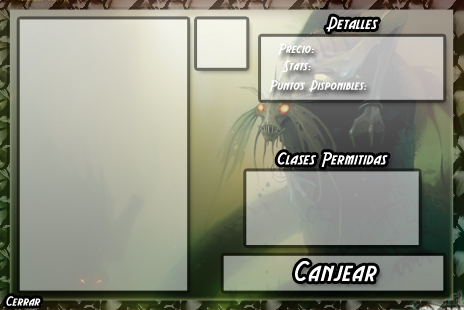 Detalles
Precio:
Stats:
Puntos Disponibles:
Clases Permitidas
Canjear
Cerrar